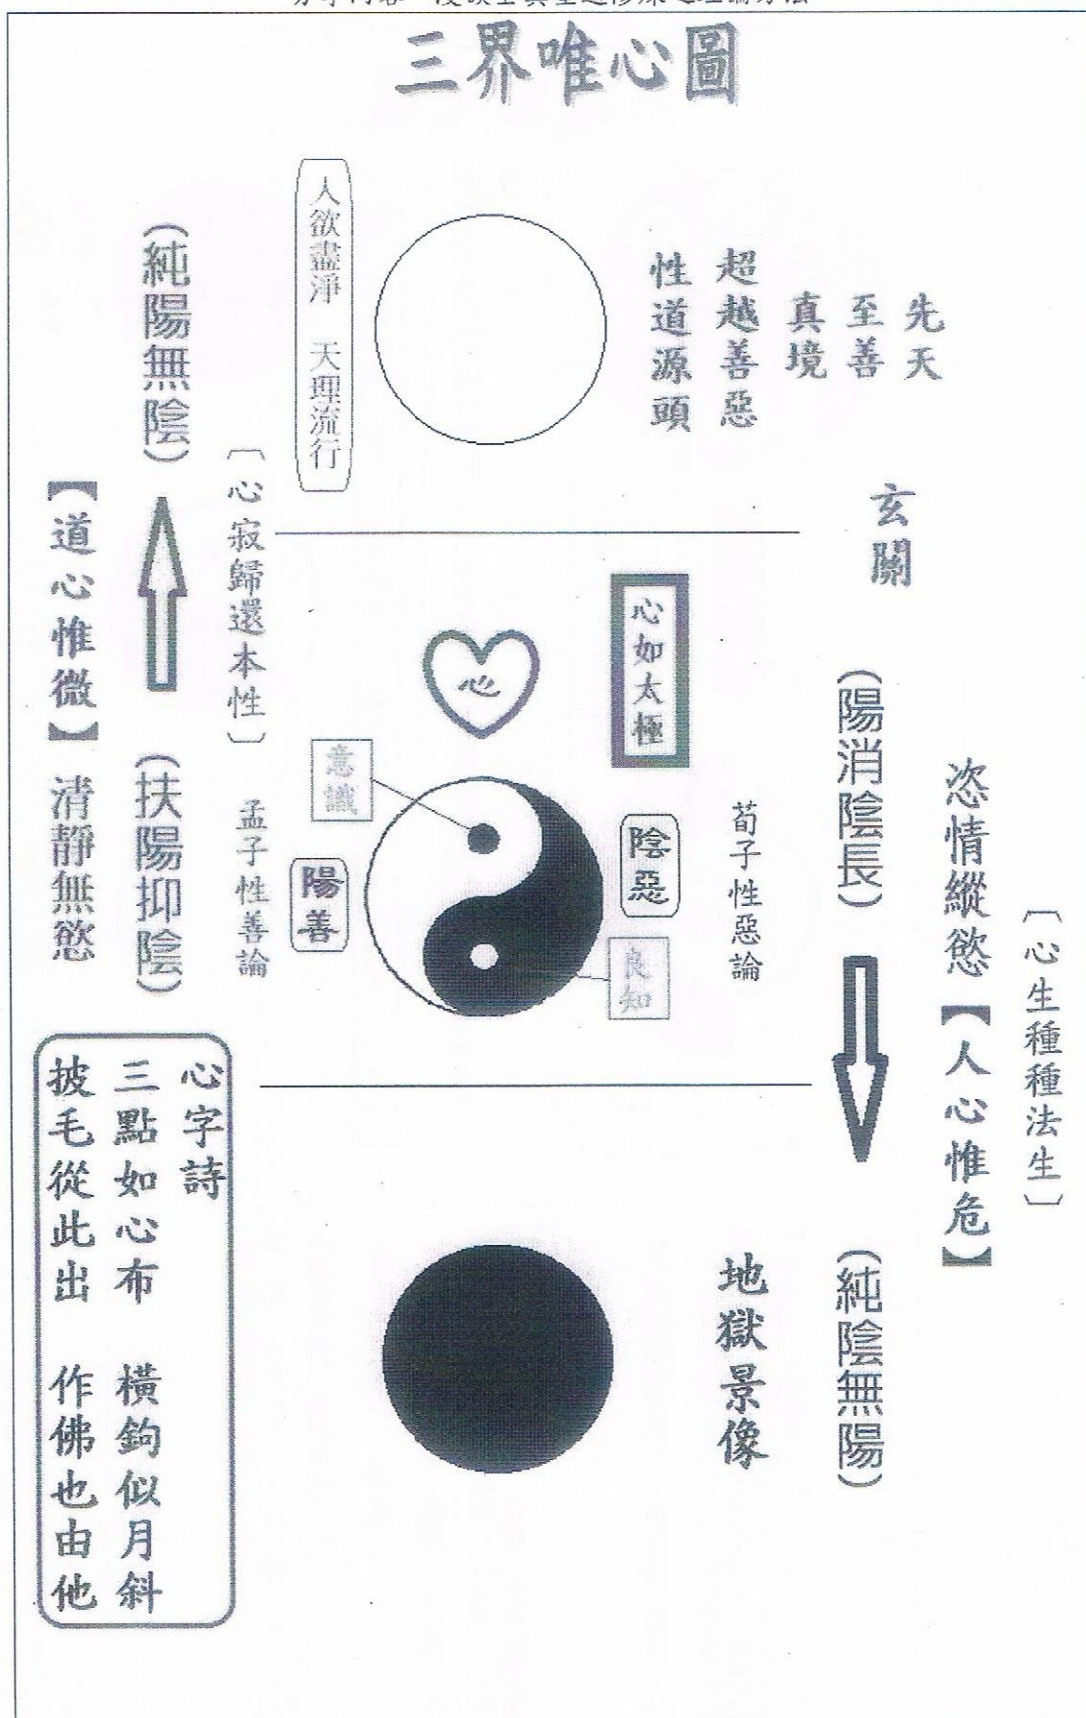 三界唯心圖
先天
至善
真境
超越善惡
性道源頭
人欲盡淨　天理流行
(純陽無陰)
玄關
〔心寂歸還本性〕
【道心惟微】清靜無慾
(扶陽抑陰)
孟子性善論
心
心如太極
意識
陽善
陰惡
良知
荀子性惡論
(陽消陰長)
恣情縱慾【人心惟危】
〔心生種種法生〕
(純陰無陽)
地獄景像
心字詩
三點如心布　橫鉤似月斜
披毛從此出　作佛也由他